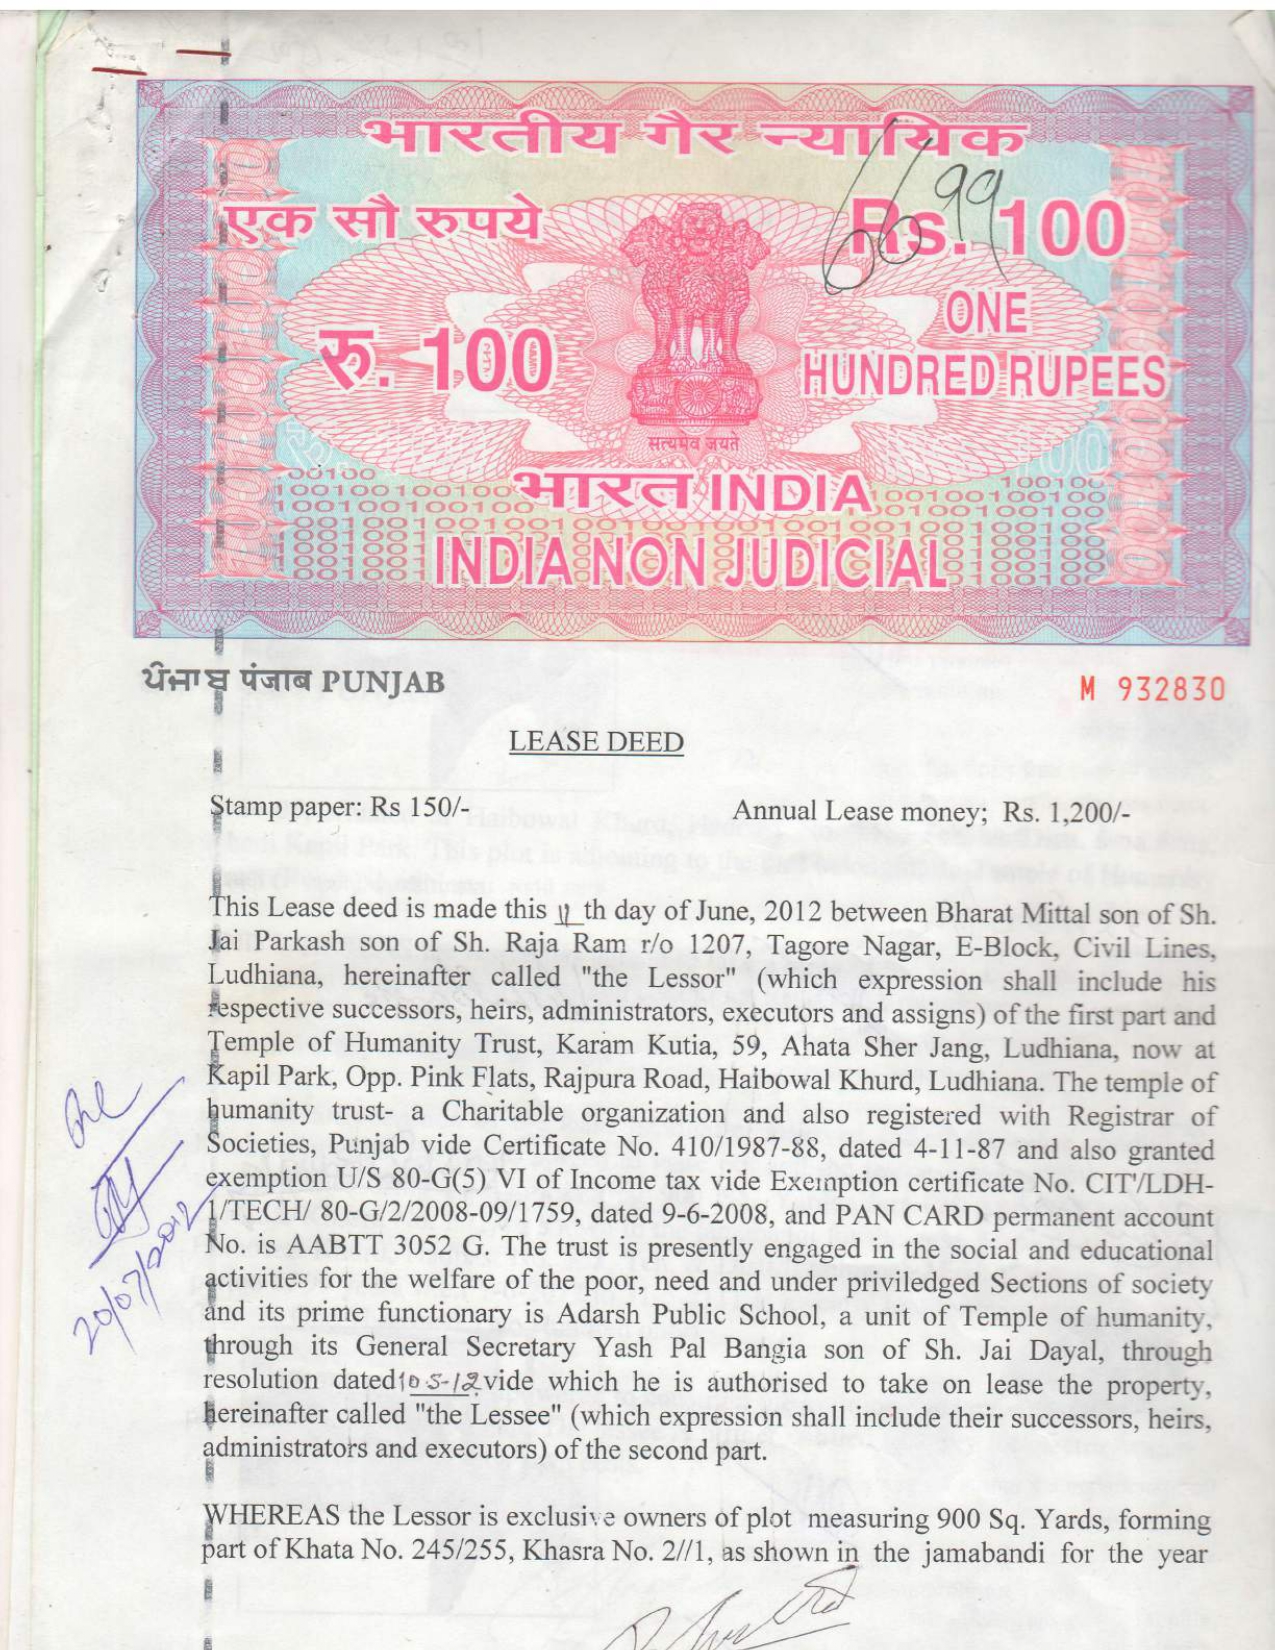 भारतीय गैर न्यायिक
6699
एक सौ रुपये
Rs. 100
रु. 100
ONE
HUNDRED RUPEES
सत्यमेव जयते
भारत INDIA
INDIA NON JUDICIAL
ਪੰਜਾਬ पंजाब PUNJAB
M 932830
LEASE DEED
Stamp paper: Rs 150/- Annual Lease money; Rs. 1,200/-
This Lease deed is made this 11 th day of June, 2012 between Bharat Mittal son of Sh.
Jai Parkash son of Sh. Raja Ram r/o 1207, Tagore Nagar, E-Block, Civil Lines,
Ludhiana, hereinafter called "the Lessor" (which expression shall include his
respective successors, heirs, administrators, executors and assigns) of the first part and
Temple of Humanity Trust, Karam Kutia, 59, Ahata Sher Jang, Ludhiana, now at
Kapil Park, Opp. Pink Flats, Rajpura Road, Haibowal Khurd, Ludhiana. The temple of
humanity trust- a Charitable organization and also registered with Registrar of
Societies, Punjab vide Certificate No. 410/1987-88, dated 4-11-87 and also granted
exemption U/S 80-G(5) VI of Income tax vide Exemption certificate No. CIT'/LDH-
1/TECH/ 80-G/2/2008-09/1759, dated 9-6-2008, and PAN CARD permanent account
No. is AABTT 3052 G. The trust is presently engaged in the social and educational
activities for the welfare of the poor, need and under priviledged Sections of society
and its prime functionary is Adarsh Public School, a unit of Temple of humanity,
through its General Secretary Yash Pal Bangia son of Sh. Jai Dayal, through
resolution dated 10-5-12 vide which he is authorised to take on lease the property,
hereinafter called "the Lessee" (which expression shall include their successors, heirs,
administrators and executors) of the second part.
20/07/2012
WHEREAS the Lessor is exclusive owners of plot measuring 900 Sq. Yards, forming
part of Khata No. 245/255, Khasra No. 2//1, as shown in the jamabandi for the year